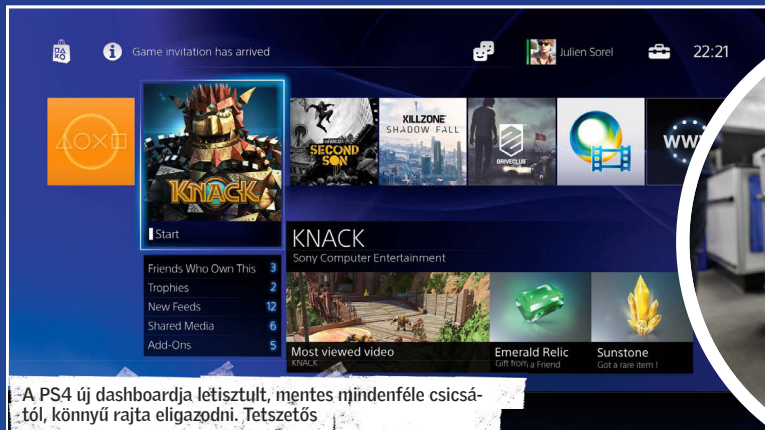 Game invitation has arrived
Julien Sorel
22:21
KNACK
Start
SECOND SON
KILLZONE
SHADOW FALL
DRIVECLUB
WWW
Friends Who Own This 3
Trophies 2
New Feeds 12
Shared Media 6
Add-Ons 5
KNACK
Sony Computer Entertainment
Most viewed video
KNACK
Emerald Relic
Gift from a Friend
Sunstone
Got a rare item !
A PS4 új dashboardja letisztult, mentes mindenféle csicsá-
tól, könnyű rajta eligazodni. Tetszetős